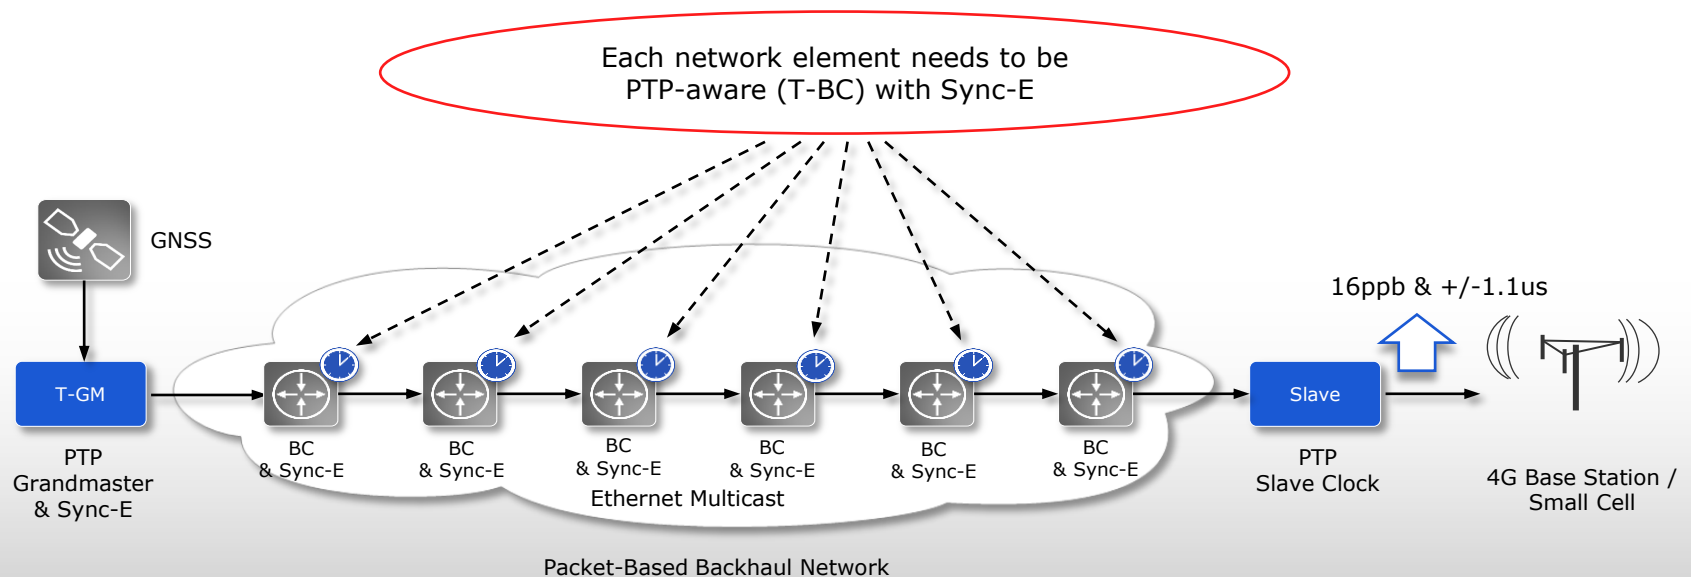 Each network element needs to be
PTP-aware (T-BC) with Sync-E
GNSS
16ppb & +/-1.1us
T-GM
Slave
PTP
Grandmaster
& Sync-E
BC
& Sync-E
BC
& Sync-E
BC
& Sync-E
BC
& Sync-E
BC
& Sync-E
BC
& Sync-E
Ethernet Multicast
PTP
Slave Clock
4G Base Station /
Small Cell
Packet-Based Backhaul Network